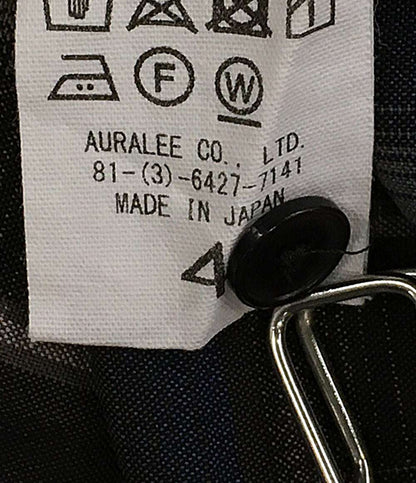 F W
AURALEE CO., LTD.
81-(3)-6427-7141
MADE IN JAPAN
4